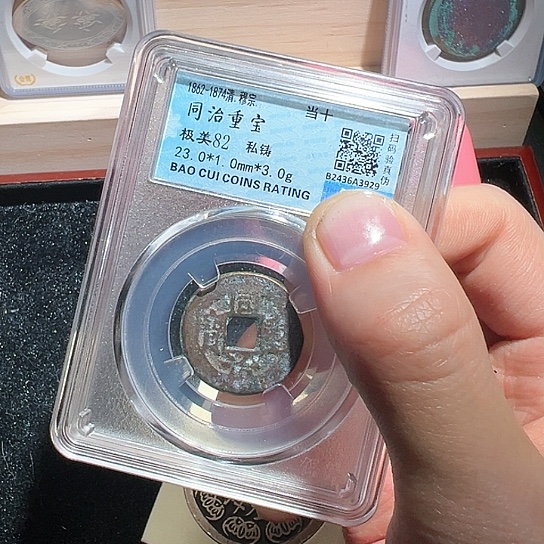 1862-1874清.穆宗.
当十
同治重宝
极美82 私铸
23.0*1.0mm*3.0g
BAO CUI COINS RATING
扫码验真伪
B2436A3929